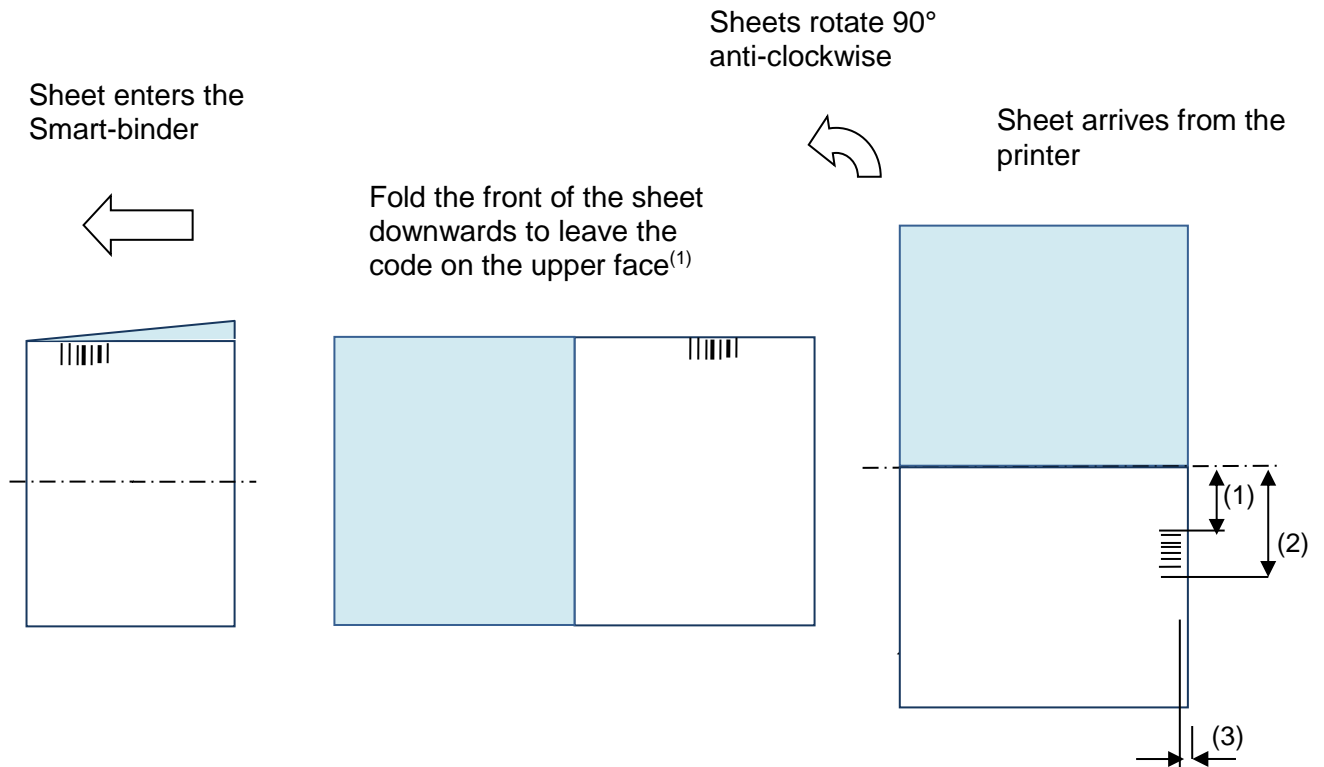 Sheets rotate 90°
anti-clockwise
Sheet enters the
Smart-binder
Sheet arrives from the
printer
Fold the front of the sheet
downwards to leave the
code on the upper face(1)
(1)
(2)
(3)